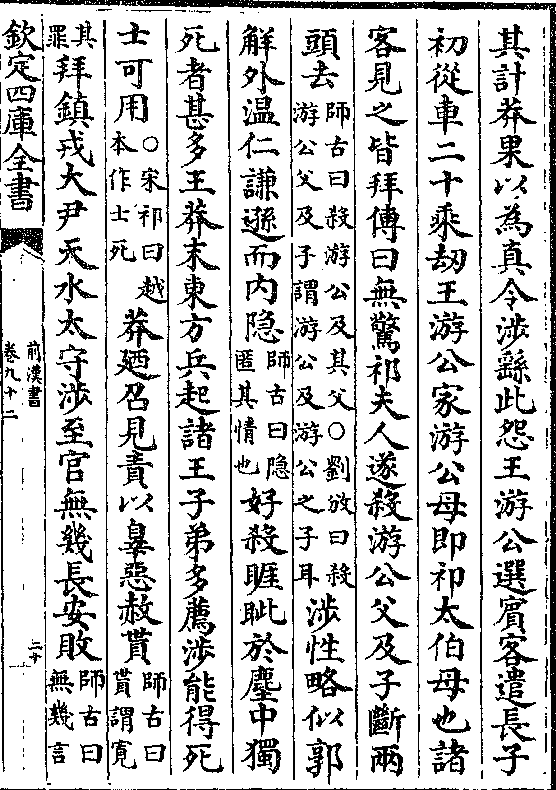 其計莽果以為真令涉繇此怨王游公選賔客遣長子
初從車二十乘刼王游公家游公母即祁太伯母也諸
客見之皆拜傅曰無驚祁夫人遂殺游公父及子斷兩
頭去師古曰殺游公及其父○劉攽曰殺游公父及子謂游公及游公之子耳涉性略似郭
觧外温仁謙遜而内隐師古曰隐匿其情也好殺睚眦於塵中獨
死者甚多王莽末東方兵起諸王子弟多薦涉能得死
士可用○宋祁曰越本作士死莽廼召見責以辠惡赦貰師古曰貰謂寛
其罪拜鎮戎大尹天水太守涉至官無幾長安敗師古曰無幾言
欽定四庫全書
前漢書
卷九十二
二十